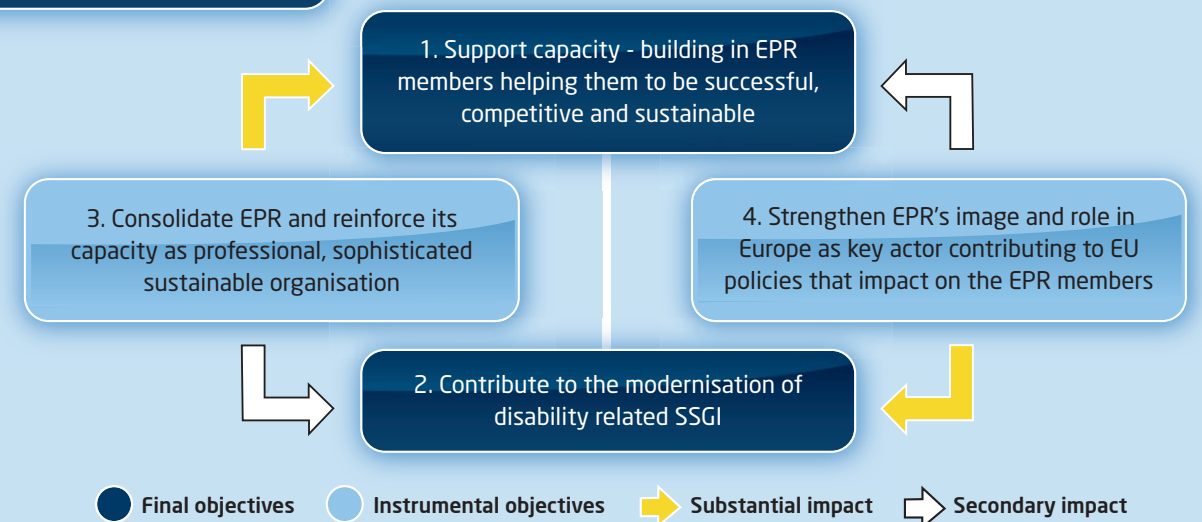 1. Support capacity - building in EPR
members helping them to be successful,
competitive and sustainable
3. Consolidate EPR and reinforce its
capacity as professional, sophisticated
sustainable organisation
4. Strengthen EPR's image and role in
Europe as key actor contributing to EU
policies that impact on the EPR members
2. Contribute to the modernisation of
disability related SSGI
Final objectives
Instrumental objectives
Substantial impact
Secondary impact